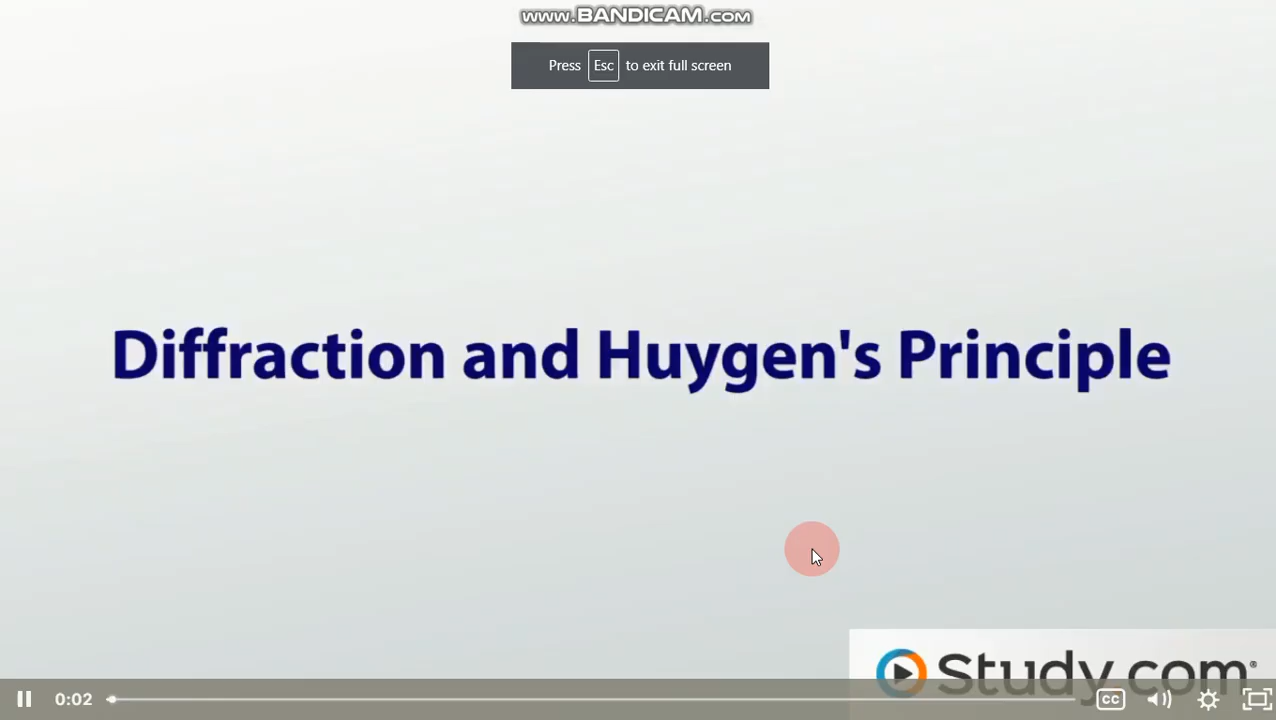 www.BANDICAM.com
Press Esc to exit full screen
Diffraction and Huygen's Principle
Study.com®
0:02
CC